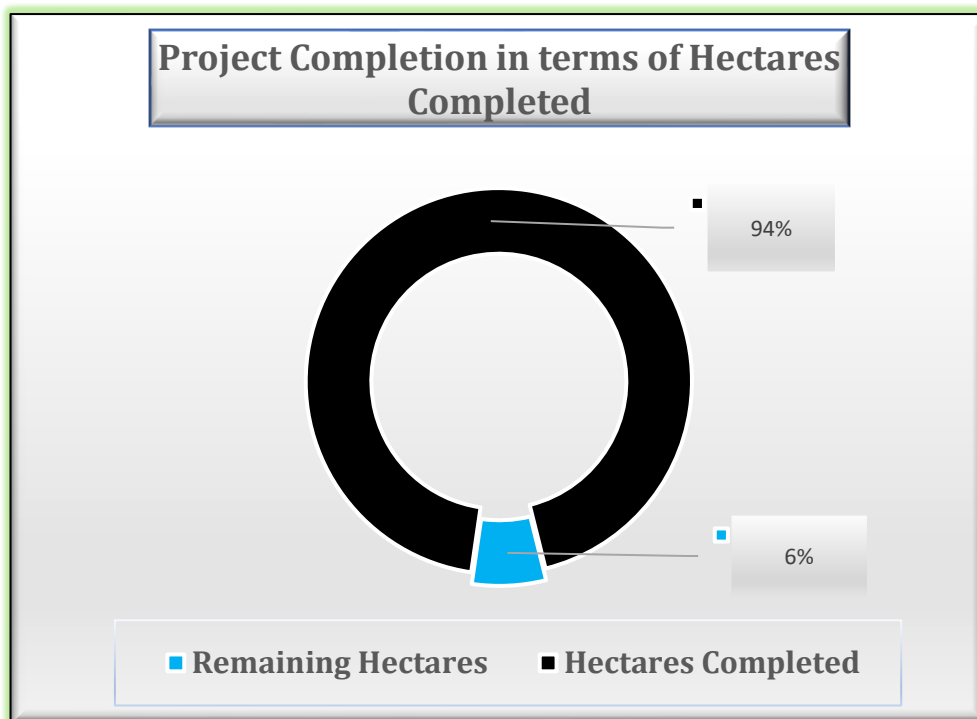 Project Completion in terms of Hectares
Completed
94%
6%
Remaining Hectares
Hectares Completed